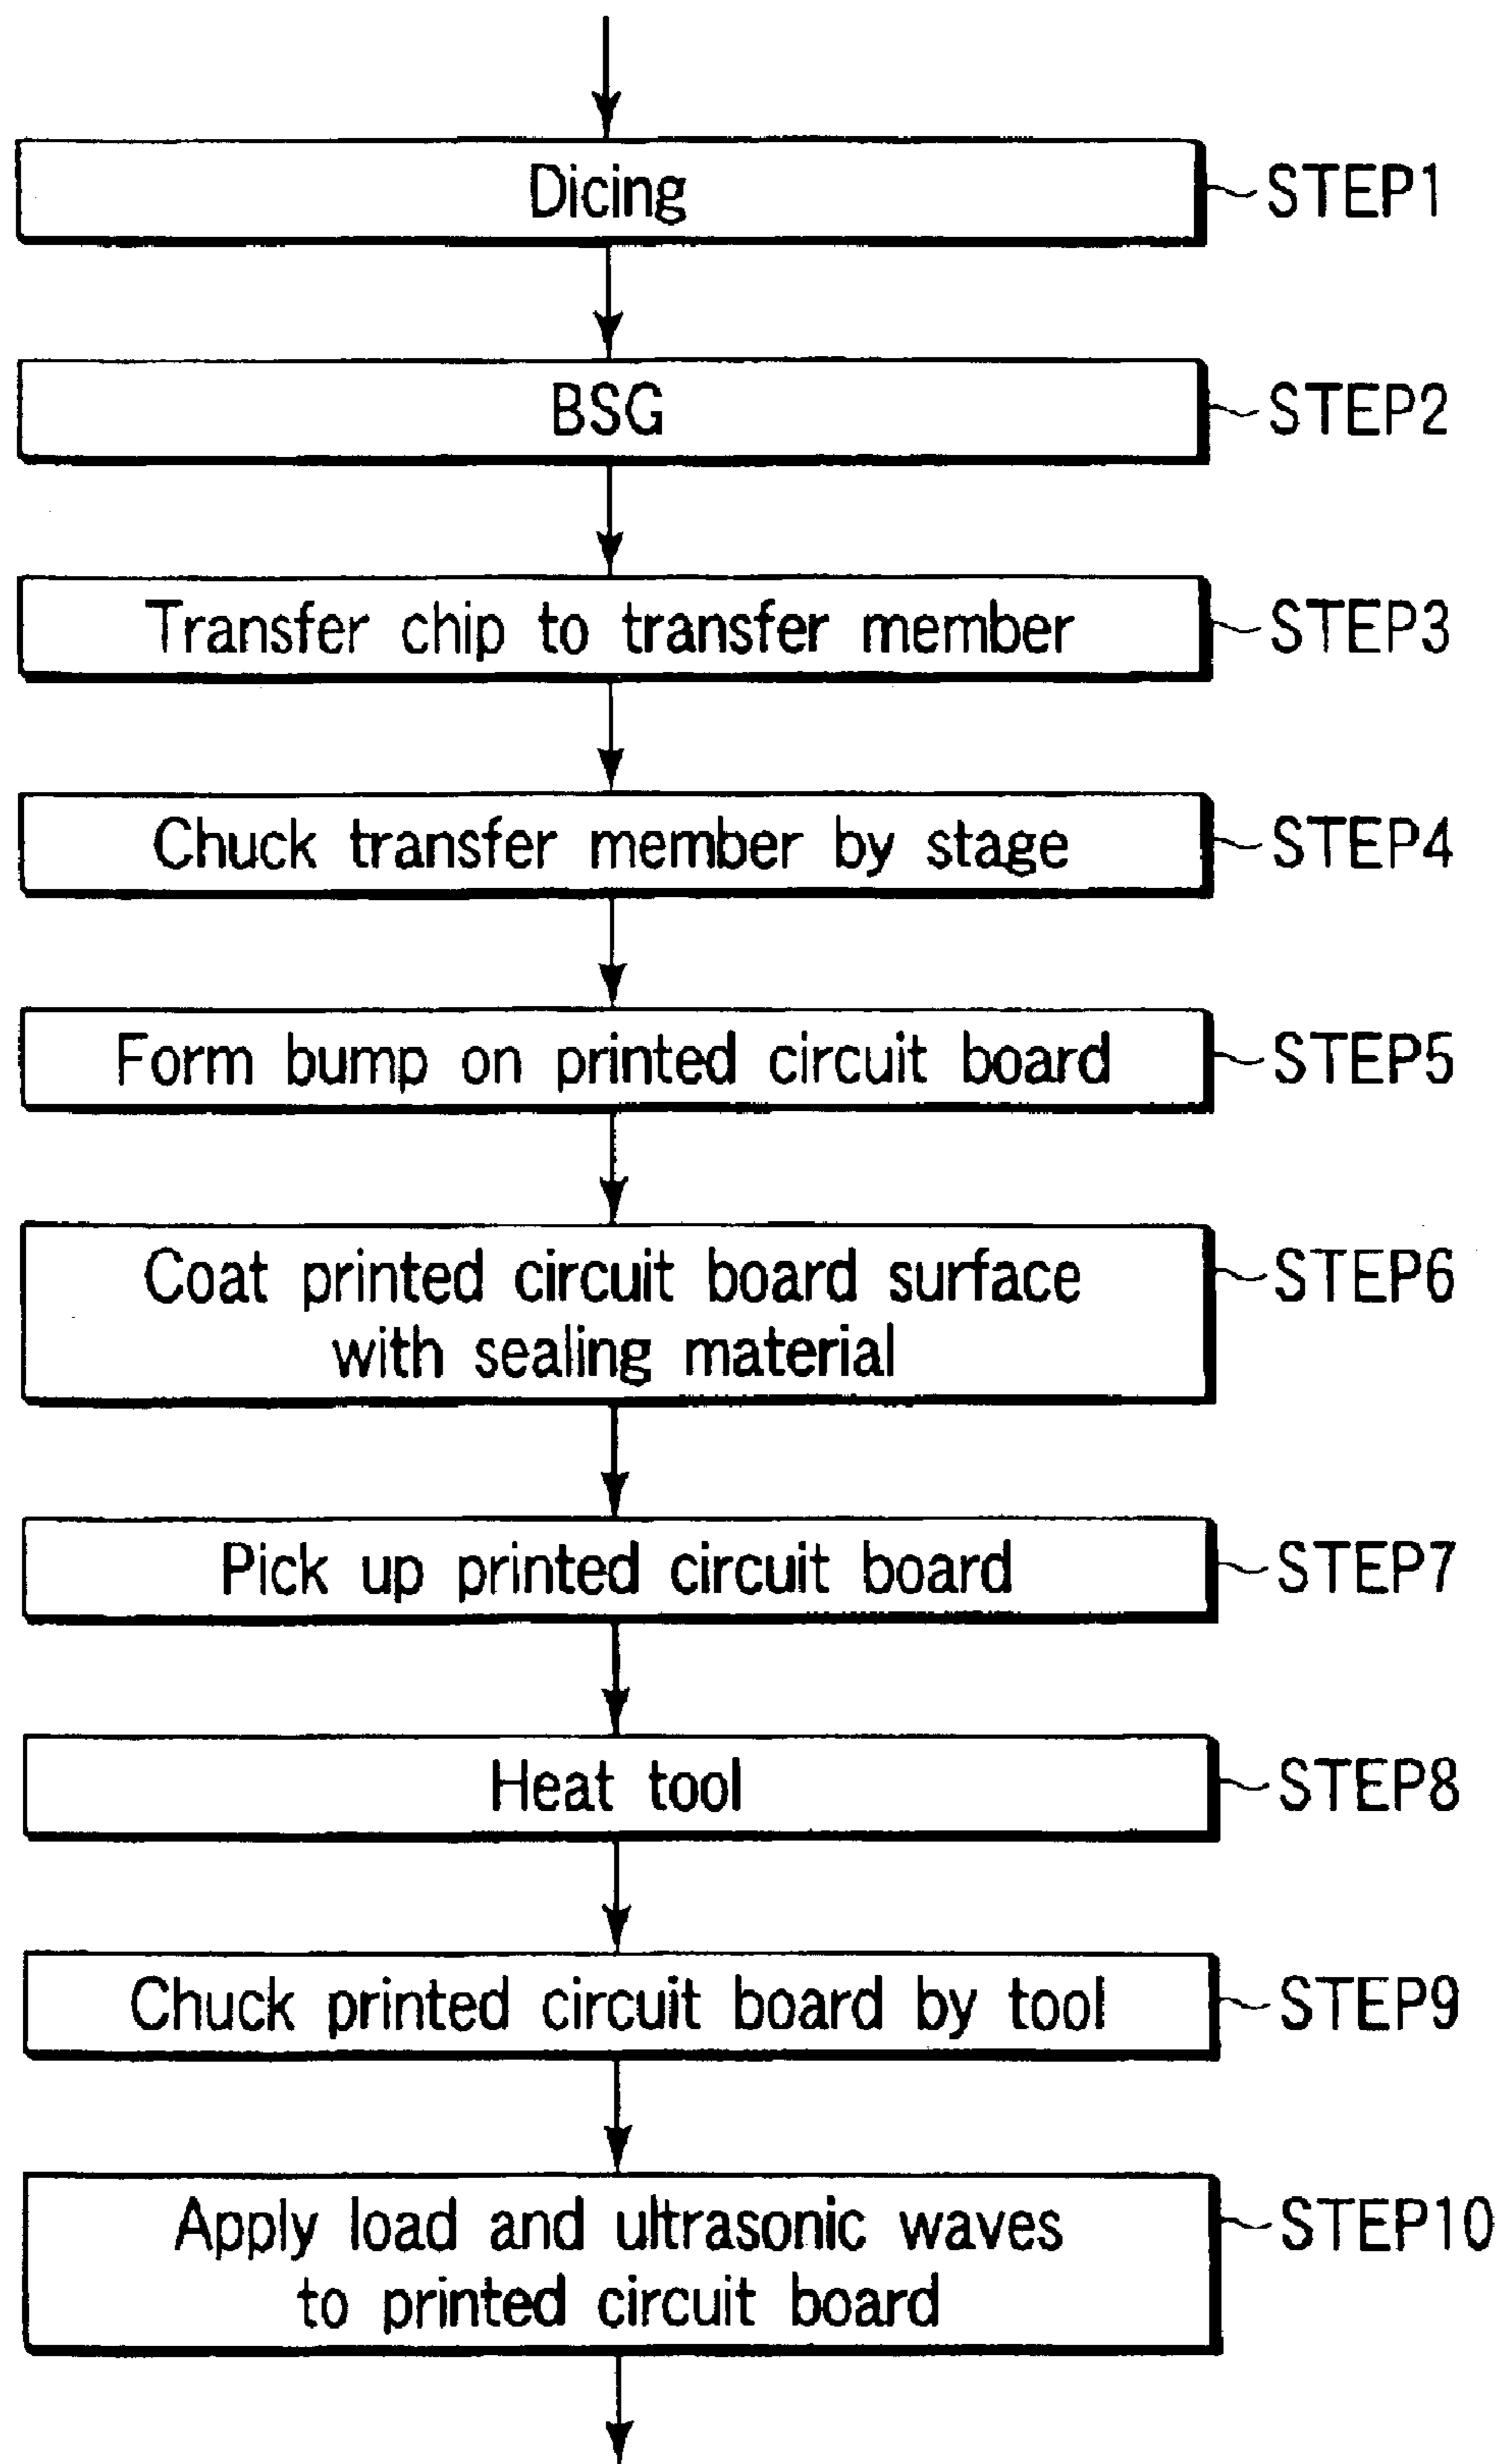 Dicing
STEP1
BSG
STEP2
Transfer chip to transfer member
STEP3
Chuck transfer member by stage
STEP4
Form bump on printed circuit board
STEP5
Coat printed circuit board surface
with sealing material
STEP6
Pick up printed circuit board
STEP7
Heat tool
STEP8
Chuck printed circuit board by tool
STEP9
Apply load and ultrasonic waves
to printed circuit board
STEP10